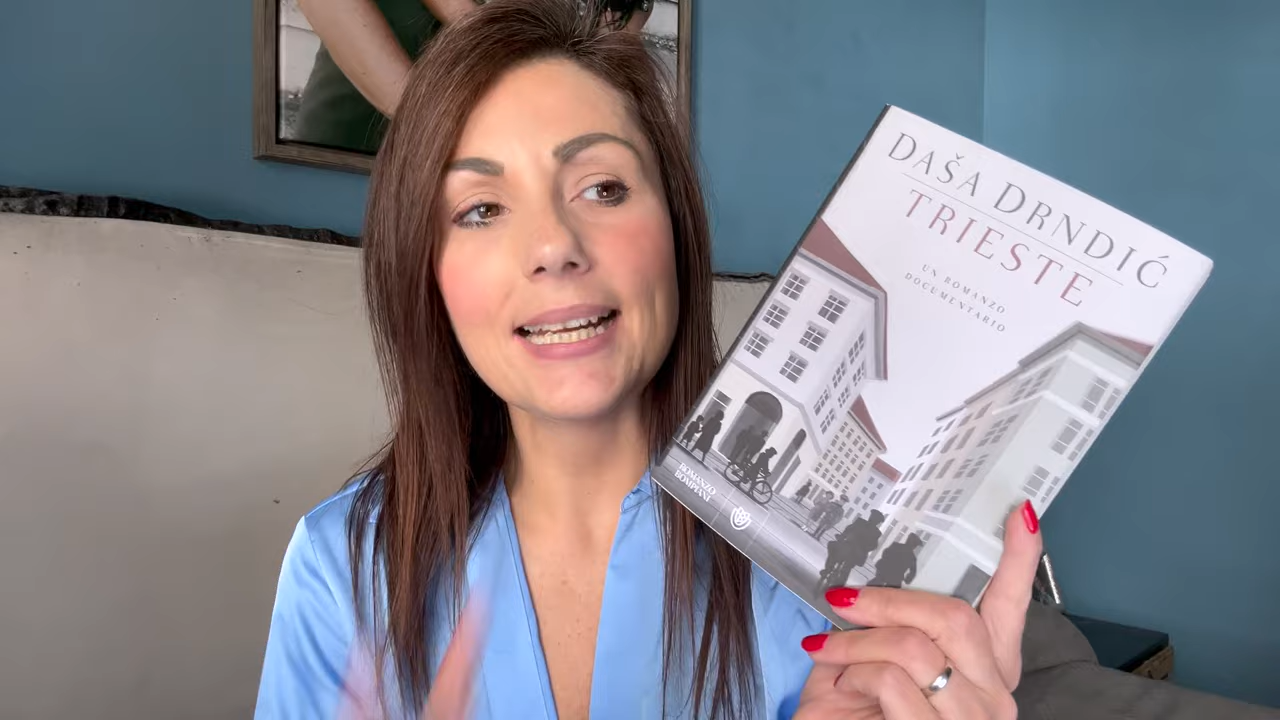 DAŠA DRNDIĆ
TRIESTE
UN ROMANZO
DOCUMENTARIO
ROMANZO
BOMPIANI